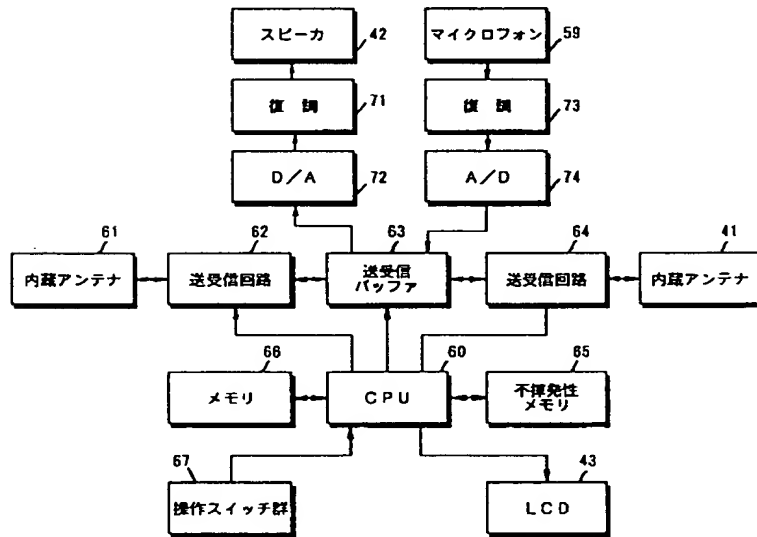 スピーカ 42 マイクロフォン 59
復 調 71 復 調 73
D/A 72 A/D 74
61 62 63 64 41
内蔵アンテナ 送受信回路 送受信 送受信回路 内蔵アンテナ
バッファ
66 60 65
メモリ CPU 不揮発性
メモリ
67 43
操作スイッチ群 LCD